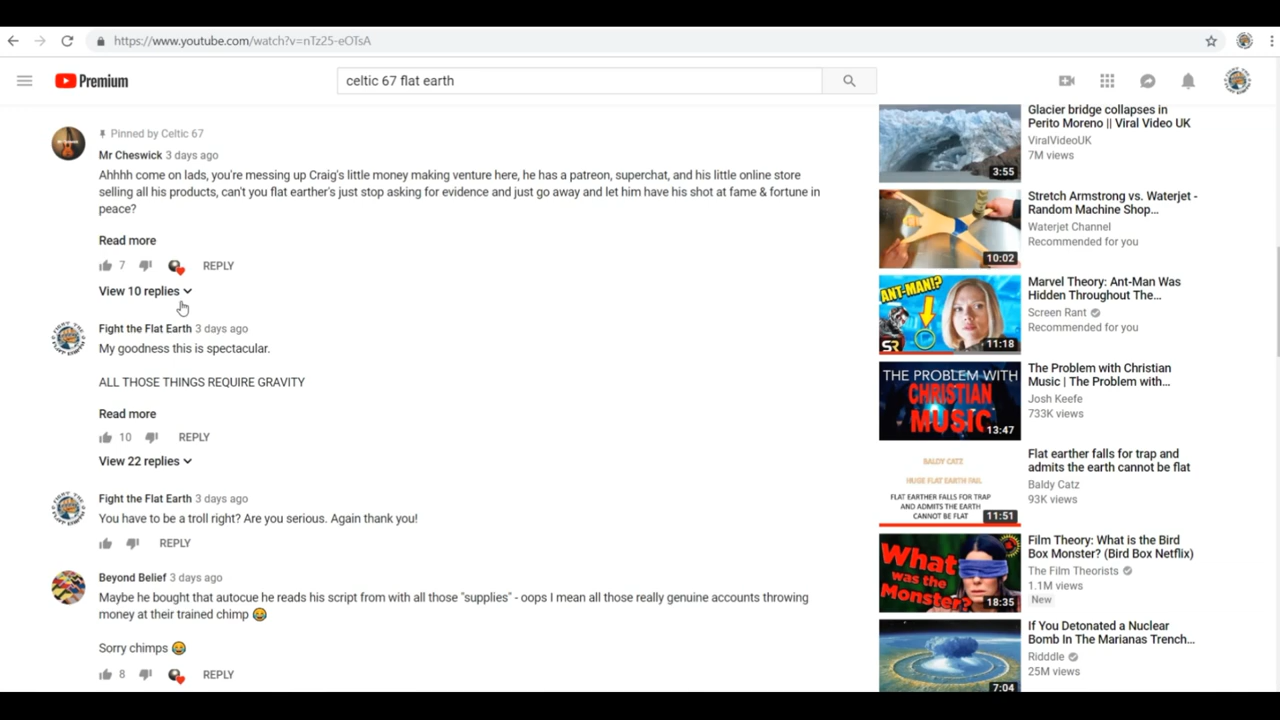 https://www.youtube.com/watch?v=nTz25-eOTsA
Premium
celtic 67 flat earth
Pinned by Celtic 67
Mr Cheswick 3 days ago
Ahhhh come on lads, you're messing up Craig's little money making venture here, he has a patreon, superchat, and his little online store
selling all his products, can't you flat earther's just stop asking for evidence and just go away and let him have his shot at fame & fortune in
peace?
Read more
7 REPLY
View 10 replies
Fight the Flat Earth 3 days ago
My goodness this is spectacular.
ALL THOSE THINGS REQUIRE GRAVITY
Read more
10 REPLY
View 22 replies
Fight the Flat Earth 3 days ago
You have to be a troll right? Are you serious. Again thank you!
REPLY
Beyond Belief 3 days ago
Maybe he bought that autocue he reads his script from with all those "supplies" - oops I mean all those really genuine accounts throwing
money at their trained chimp 😂
Sorry chimps 😂
8 REPLY
3:55
Glacier bridge collapses in
Perito Moreno || Viral Video UK
ViralVideoUK
7M views
10:02
Stretch Armstrong vs. Waterjet -
Random Machine Shop...
Waterjet Channel
Recommended for you
ANT-MAN!?
SR
11:18
Marvel Theory: Ant-Man Was
Hidden Throughout The...
Screen Rant
Recommended for you
THE PROBLEM WITH
CHRISTIAN
MUSIC
13:47
The Problem with Christian
Music | The Problem with...
Josh Keefe
733K views
BALDY CATZ
HUGE FLAT EARTH FAIL
FLAT EARTHER FALLS FOR TRAP
AND ADMITS THE EARTH
CANNOT BE FLAT
11:51
Flat earther falls for trap and
admits the earth cannot be flat
Baldy Catz
93K views
What
was the
Monster?
18:35
Film Theory: What is the Bird
Box Monster? (Bird Box Netflix)
The Film Theorists
1.1M views
New
7:04
If You Detonated a Nuclear
Bomb In The Marianas Trench...
Ridddle
25M views